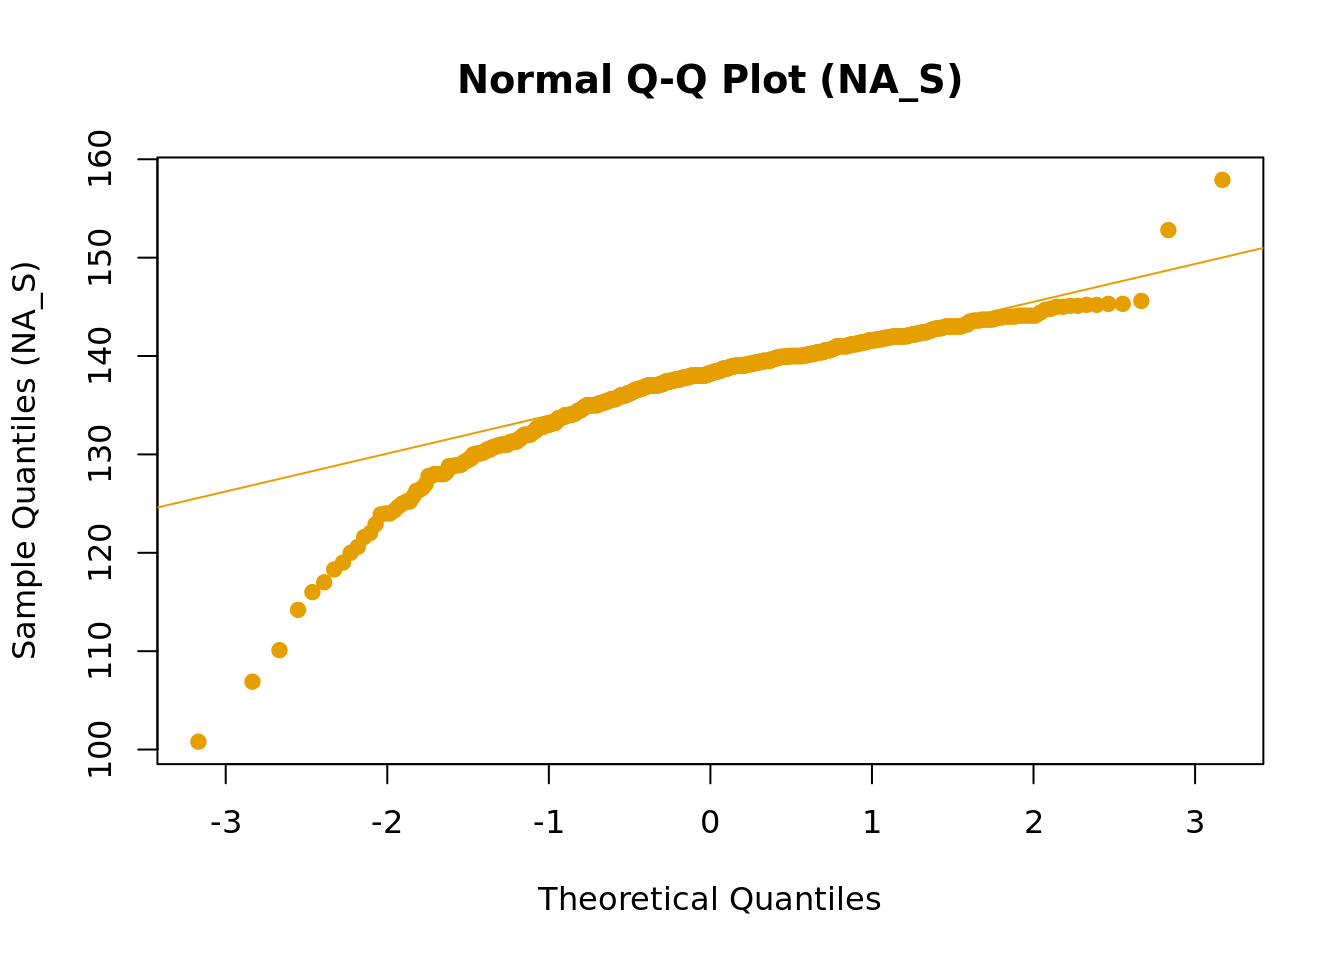 Normal Q-Q Plot (NA_S)
Sample Quantiles (NA_S)
160
150
140
130
120
110
100
-3 -2 -1 0 1 2 3
Theoretical Quantiles